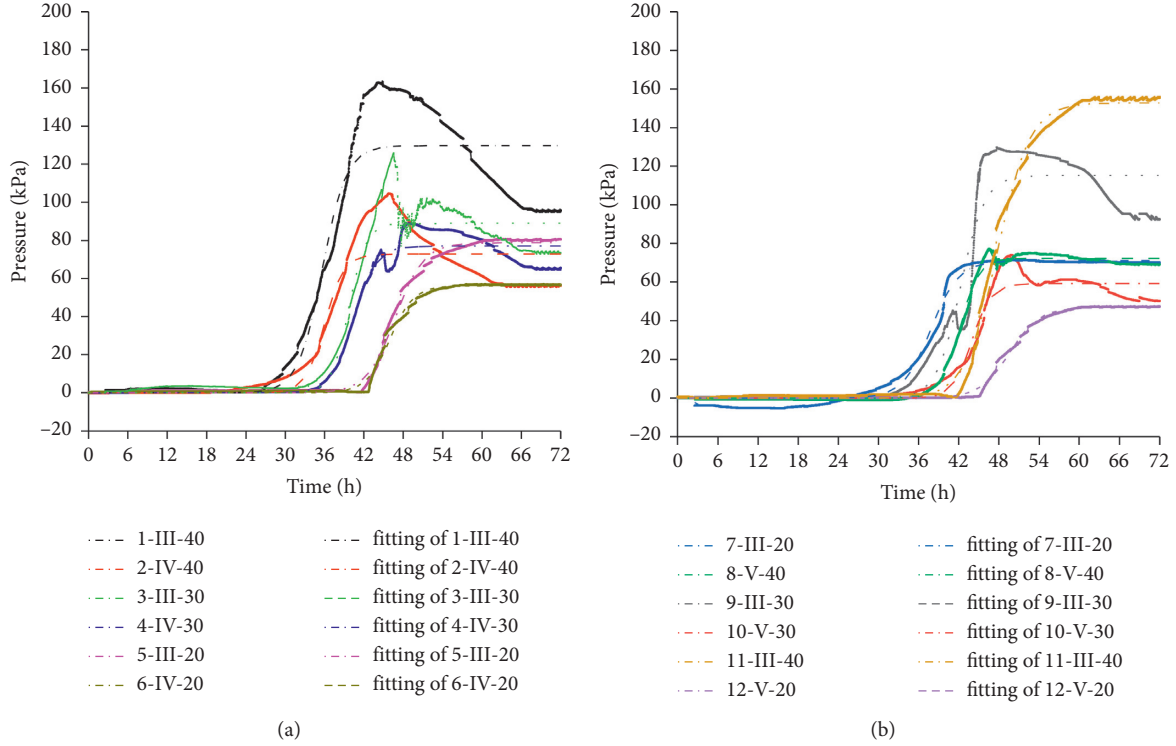 200
180
160
140
120
100
80
60
40
20
0
–20
Pressure (kPa)
0 6 12 18 24 30 36 42 48 54 60 66 72
Time (h)
1-III-40
2-IV-40
3-III-30
4-IV-30
5-III-20
6-IV-20
fitting of 1-III-40
fitting of 2-IV-40
fitting of 3-III-30
fitting of 4-IV-30
fitting of 5-III-20
fitting of 6-IV-20
(a)
200
180
160
140
120
100
80
60
40
20
0
–20
Pressure (kPa)
0 6 12 18 24 30 36 42 48 54 60 66 72
Time (h)
7-III-20
8-V-40
9-III-30
10-V-30
11-III-40
12-V-20
fitting of 7-III-20
fitting of 8-V-40
fitting of 9-III-30
fitting of 10-V-30
fitting of 11-III-40
fitting of 12-V-20
(b)